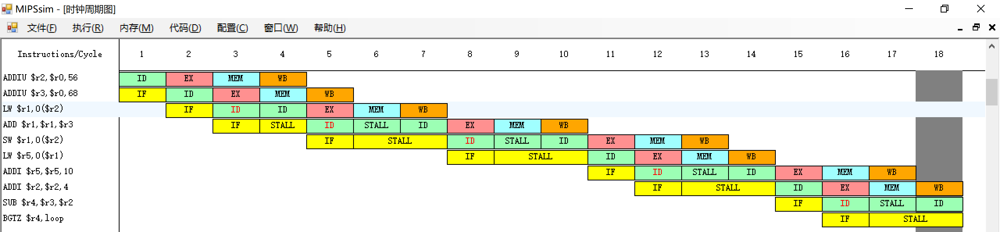 MIPSsim - [时钟周期图]
文件(F) 执行(R) 内存(M) 代码(D) 配置(C) 窗口(W) 帮助(H)
Instructions/Cycle 1 2 3 4 5 6 7 8 9 10 11 12 13 14 15 16 17 18
ADDIU $r2,$r0,56 ID EX MEM WB
ADDIU $r3,$r0,68 IF ID EX MEM WB
LW $r1,0($r2) IF ID ID EX MEM WB
ADD $r1,$r1,$r3 IF STALL ID STALL ID EX MEM WB
SW $r1,0($r2) IF STALL ID STALL ID EX MEM WB
LW $r5,0($r1) IF STALL ID EX MEM WB
ADDI $r5,$r5,10 IF ID STALL ID EX MEM WB
ADDI $r2,$r2,4 IF STALL ID EX MEM WB
SUB $r4,$r3,$r2 IF ID STALL ID
BGTZ $r4,loop IF STALL